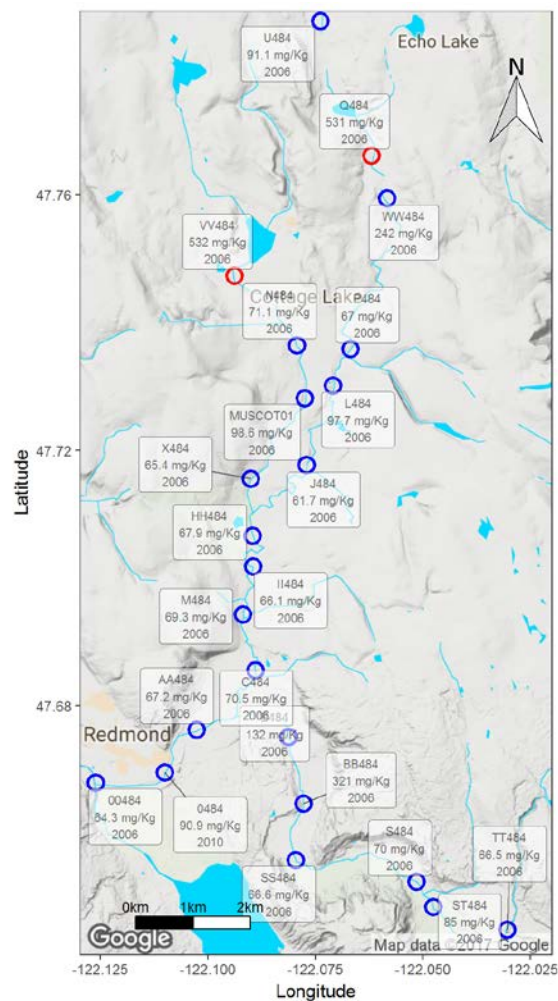 U484
91.1 mg/Kg
2006
Echo Lake
N
Q484
531 mg/Kg
2006
47.76
WW484
242 mg/Kg
2006
VV484
532 mg/Kg
2006
Cottage Lake
N484
71.1 mg/Kg
2006
P484
67 mg/Kg
2006
L484
97.7 mg/Kg
2006
MUSCOT01
98.5 mg/Kg
2006
47.72
X484
65.4 mg/Kg
2006
J484
61.7 mg/Kg
2006
Latitude
HH484
67.9 mg/Kg
2006
II484
66.1 mg/Kg
2006
M484
69.3 mg/Kg
2006
47.68
AA484
67.2 mg/Kg
2006
C484
70.5 mg/Kg
2006
484
132 mg/Kg
2006
Redmond
BB484
321 mg/Kg
2006
00484
mg/Kg
2006
0484
90.9 mg/Kg
2010
S484
70 mg/Kg
2006
TT484
66.5 mg/Kg
2006
SS484
66.6 mg/Kg
2006
ST484
85 mg/Kg
2006
0km 1km 2km
Google
Map data ©2017 Google
-122.125 -122.100 -122.075 -122.050 -122.025
Longitude